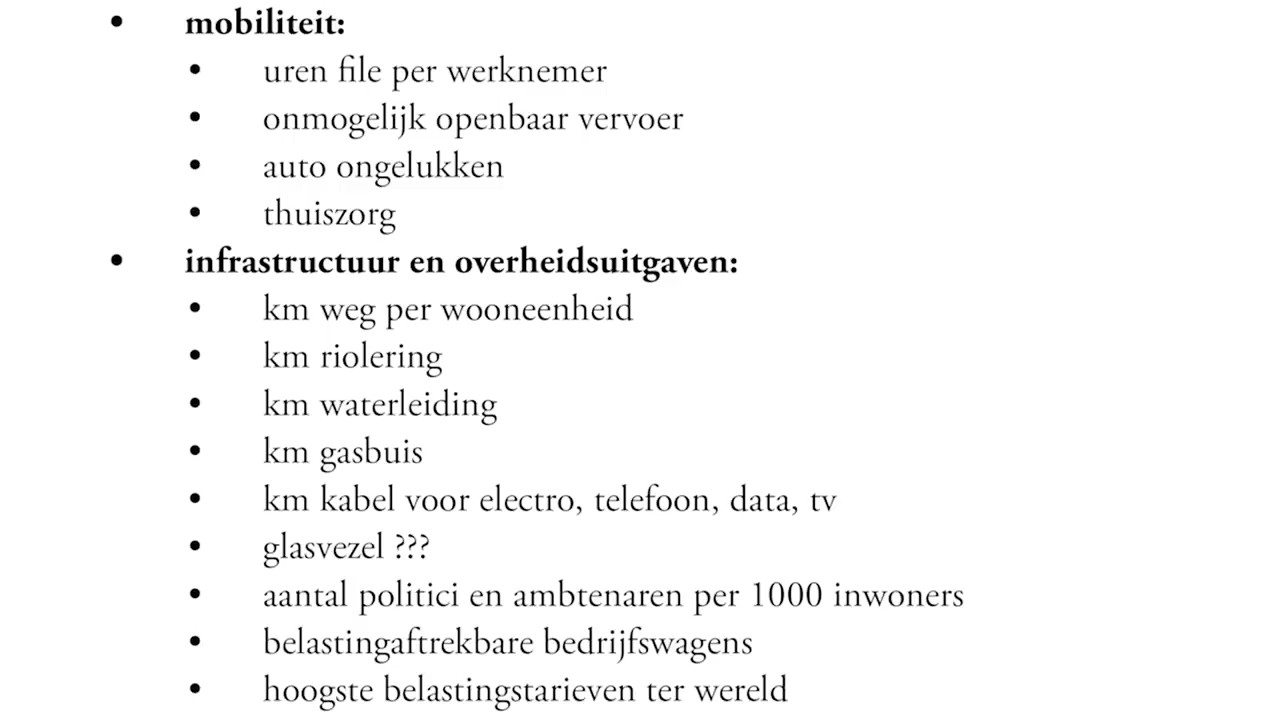 • mobiliteit:
• uren file per werknemer
• onmogelijk openbaar vervoer
• auto ongelukken
• thuiszorg
• infrastructuur en overheidsuitgaven:
• km weg per wooneenheid
• km riolering
• km waterleiding
• km gasbuis
• km kabel voor electro, telefoon, data, tv
• glasvezel ???
• aantal politici en ambtenaren per 1000 inwoners
• belastingaftrekbare bedrijfswagens
• hoogste belastingstarieven ter wereld